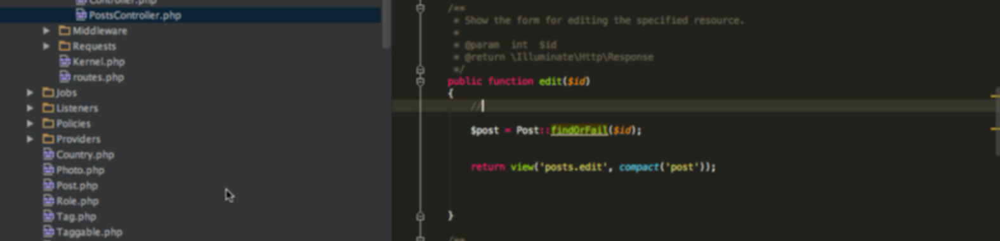 Controller.php
PostsController.php
Middleware
Requests
Kernel.php
routes.php
Jobs
Listeners
Policies
Providers
Country.php
Photo.php
Post.php
Role.php
Tag.php
Taggable.php
/**
* Show the form for editing the specified resource.
*
* @param  int  $id
* @return \Illuminate\Http\Response
*/
public function edit($id)
{
//
$post = Post::findOrFail($id);
return view('posts.edit', compact('post'));
}
/**